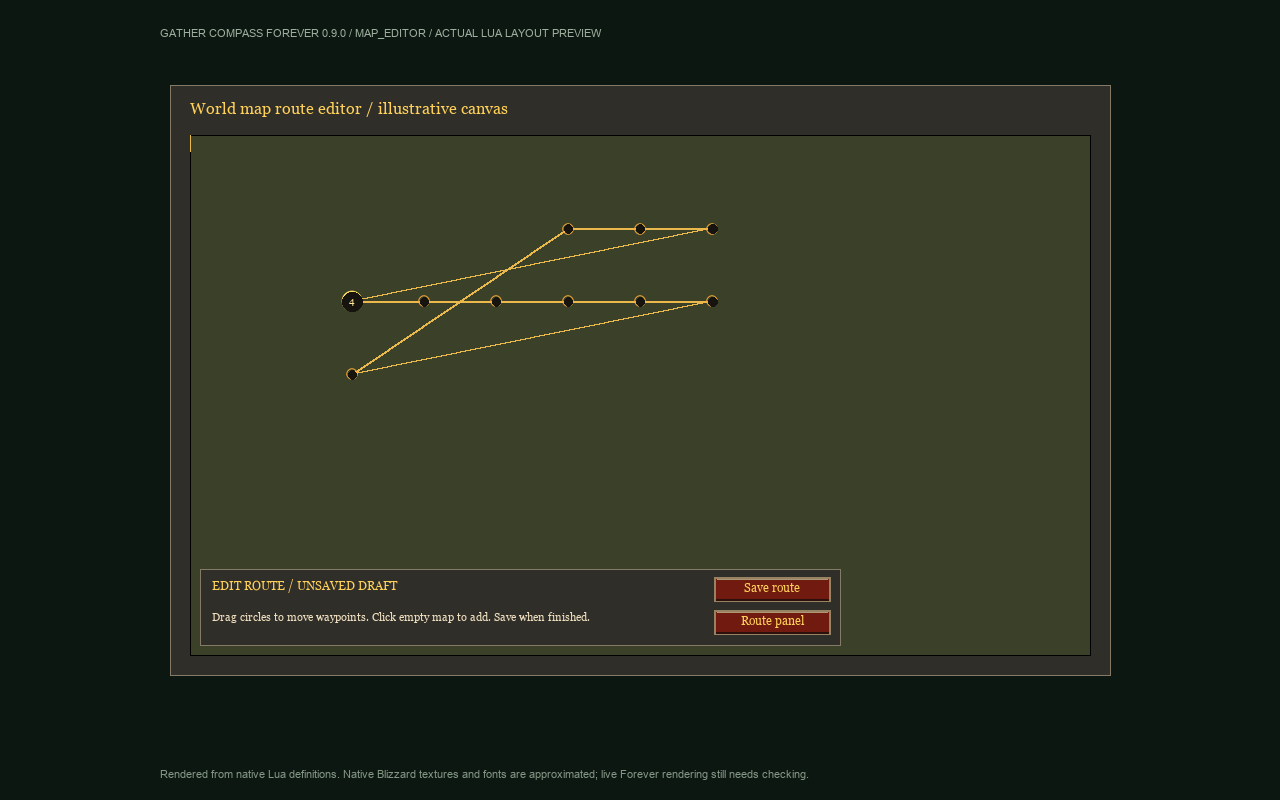 GATHER COMPASS FOREVER 0.9.0 / MAP_EDITOR / ACTUAL LUA LAYOUT PREVIEW
World map route editor / illustrative canvas
4
EDIT ROUTE / UNSAVED DRAFT
Save route
Drag circles to move waypoints. Click empty map to add. Save when finished.
Route panel
Rendered from native Lua definitions. Native Blizzard textures and fonts are approximated; live Forever rendering still needs checking.